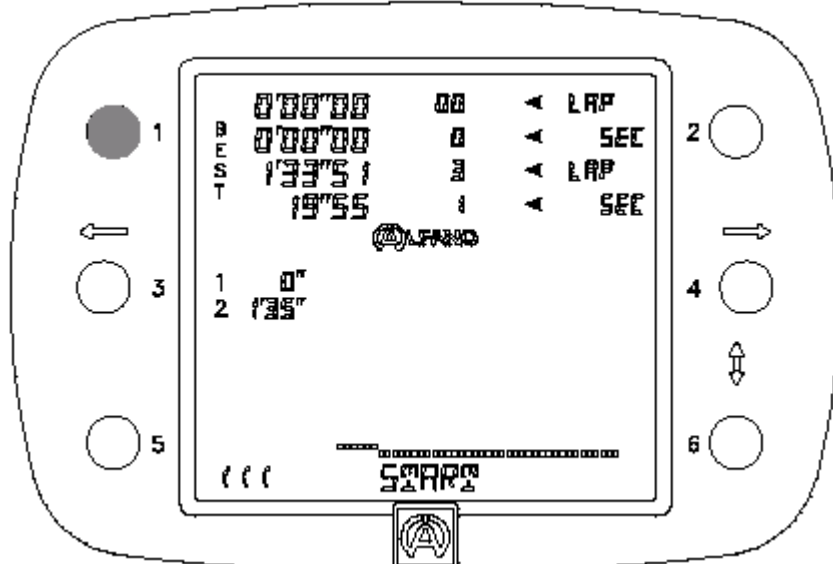 0'00"00 00 ◄ LAP
0'00"00 0 ◄ SEC
1'33"51 3 ◄ LAP
19"55 1 ◄ SEC
BEST
ALFANO
1 0"
2 1'35"
START
1
2
3
4
5
6